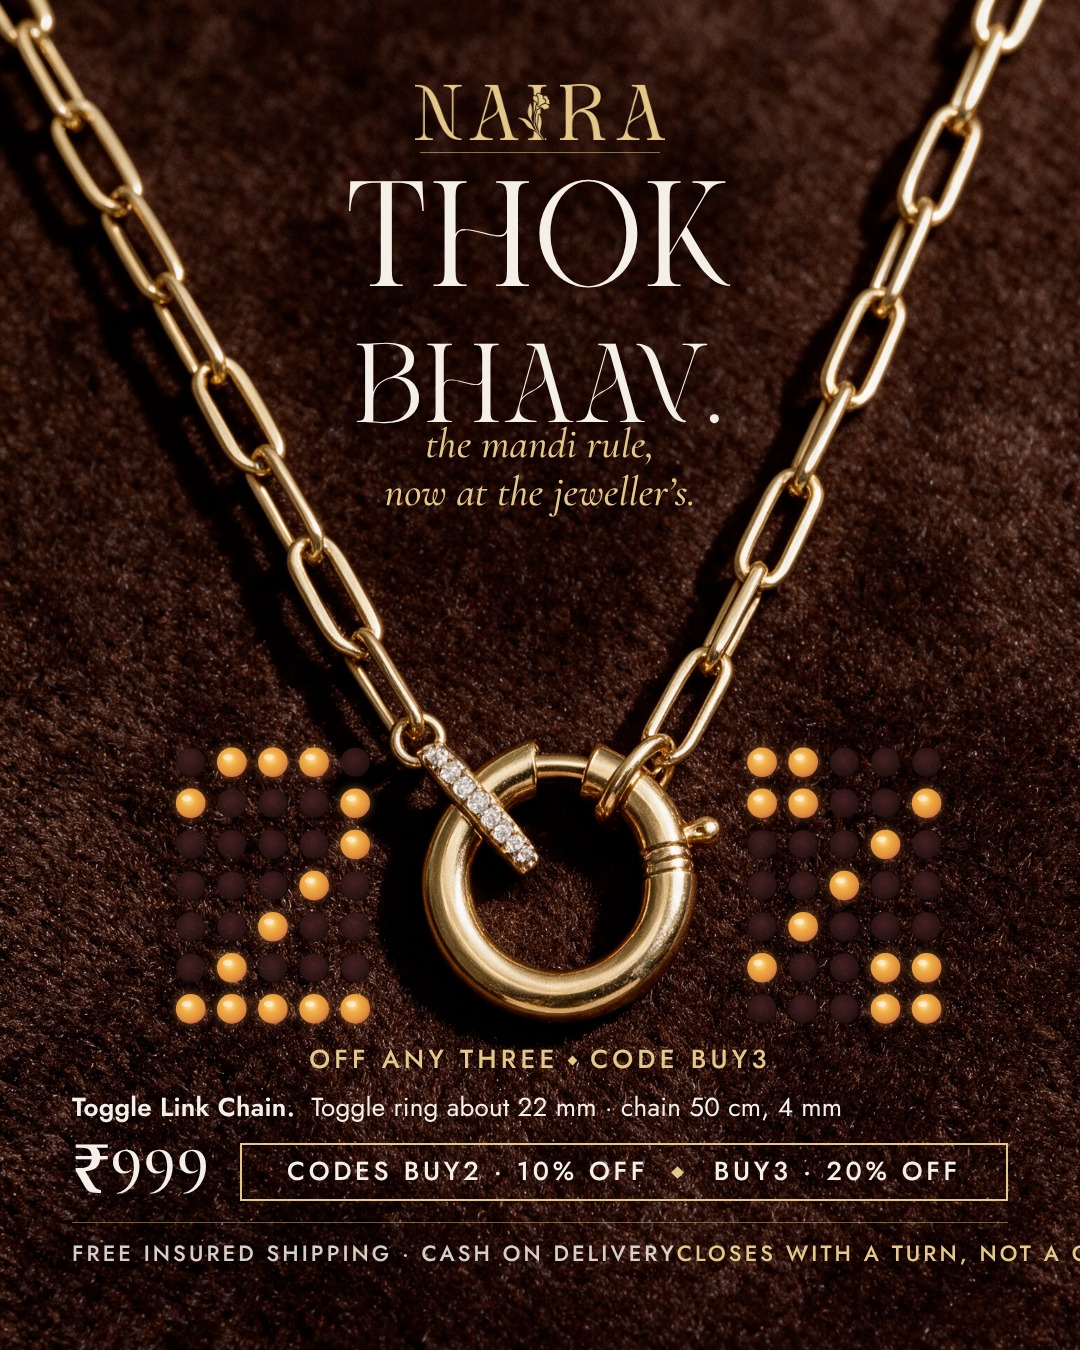 NAIRA
THOK
BHAAV.
the mandi rule,
now at the jeweller's.
2 %
OFF ANY THREE ◆ CODE BUY3
Toggle Link Chain. Toggle ring about 22 mm · chain 50 cm, 4 mm
₹999
CODES BUY2 · 10% OFF ◆ BUY3 · 20% OFF
FREE INSURED SHIPPING · CASH ON DELIVERYCLOSES WITH A TURN, NOT A